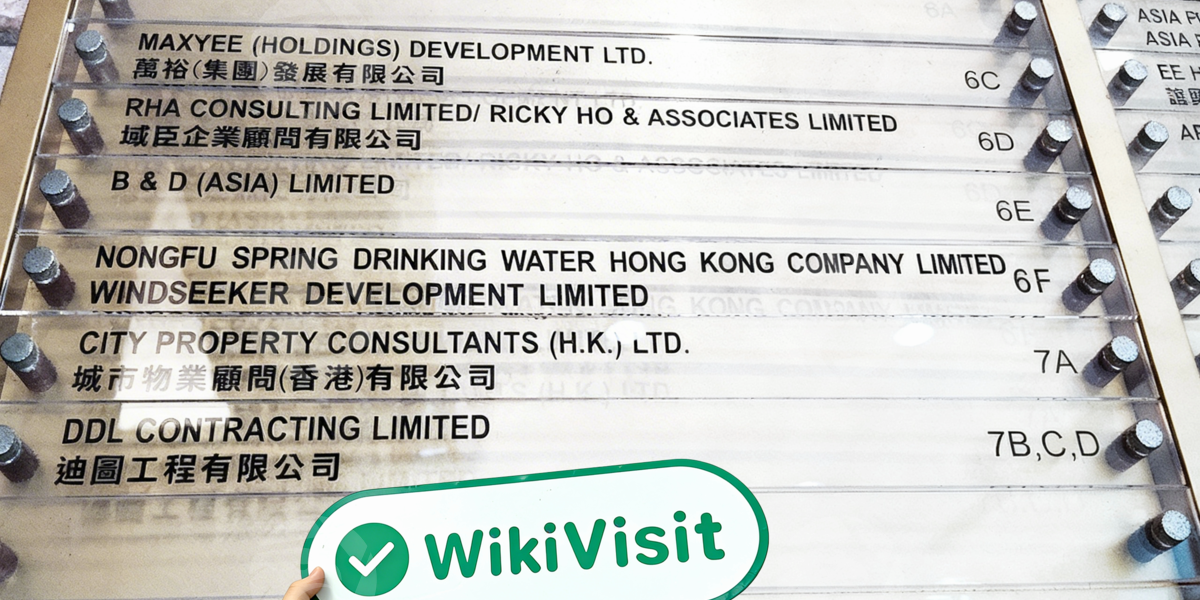 6A
MAXYEE (HOLDINGS) DEVELOPMENT LTD.
萬裕(集團)發展有限公司
6C
RHA CONSULTING LIMITED/ RICKY HO & ASSOCIATES LIMITED
域臣企業顧問有限公司
6D
B & D (ASIA) LIMITED
6E
NONGFU SPRING DRINKING WATER HONG KONG COMPANY LIMITED
WINDSEEKER DEVELOPMENT LIMITED
6F
CITY PROPERTY CONSULTANTS (H.K.) LTD.
城市物業顧問(香港)有限公司
7A
DDL CONTRACTING LIMITED
迪圖工程有限公司
7B,C,D
ASIA
ASIA
EE
WikiVisit